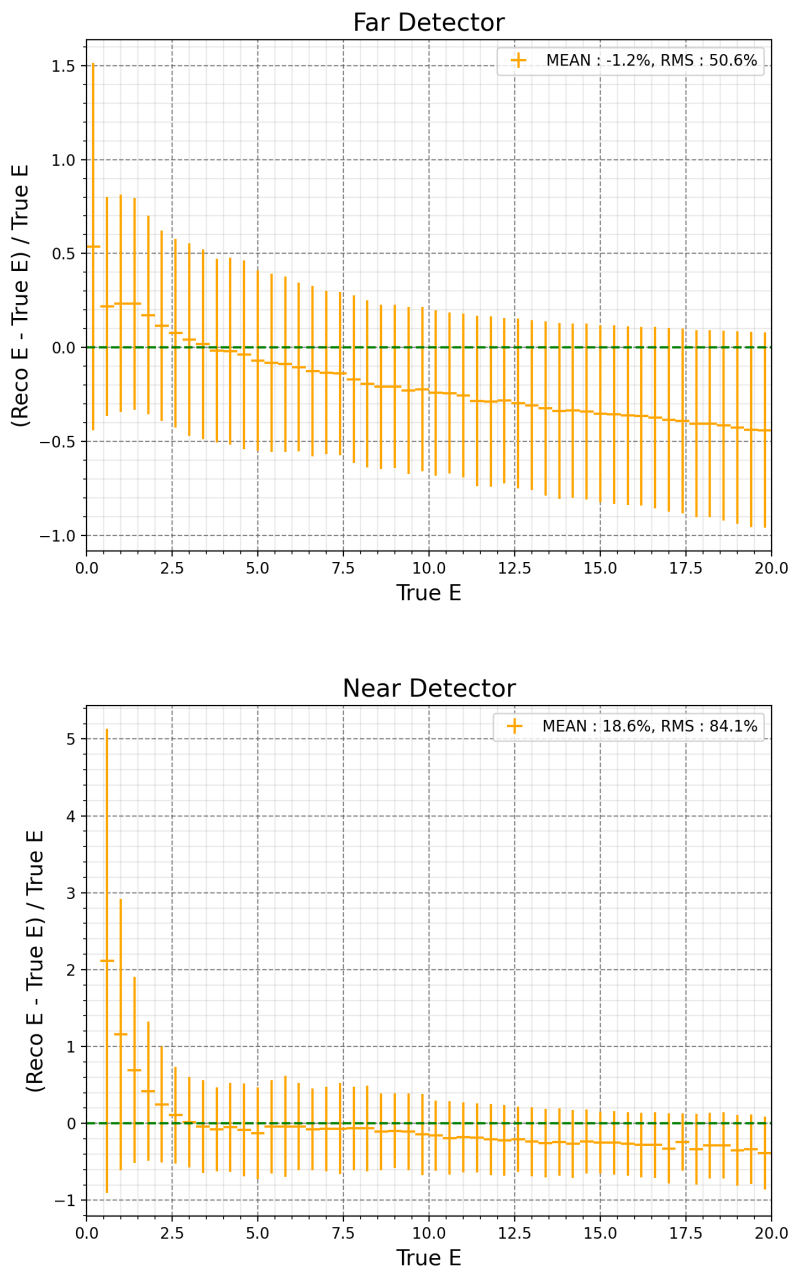 Far Detector
MEAN : -1.2%, RMS : 50.6%
(Reco E - True E) / True E
1.5
1.0
0.5
0.0
−0.5
−1.0
0.0 2.5 5.0 7.5 10.0 12.5 15.0 17.5 20.0
True E
Near Detector
MEAN : 18.6%, RMS : 84.1%
(Reco E - True E) / True E
5
4
3
2
1
0
−1
0.0 2.5 5.0 7.5 10.0 12.5 15.0 17.5 20.0
True E